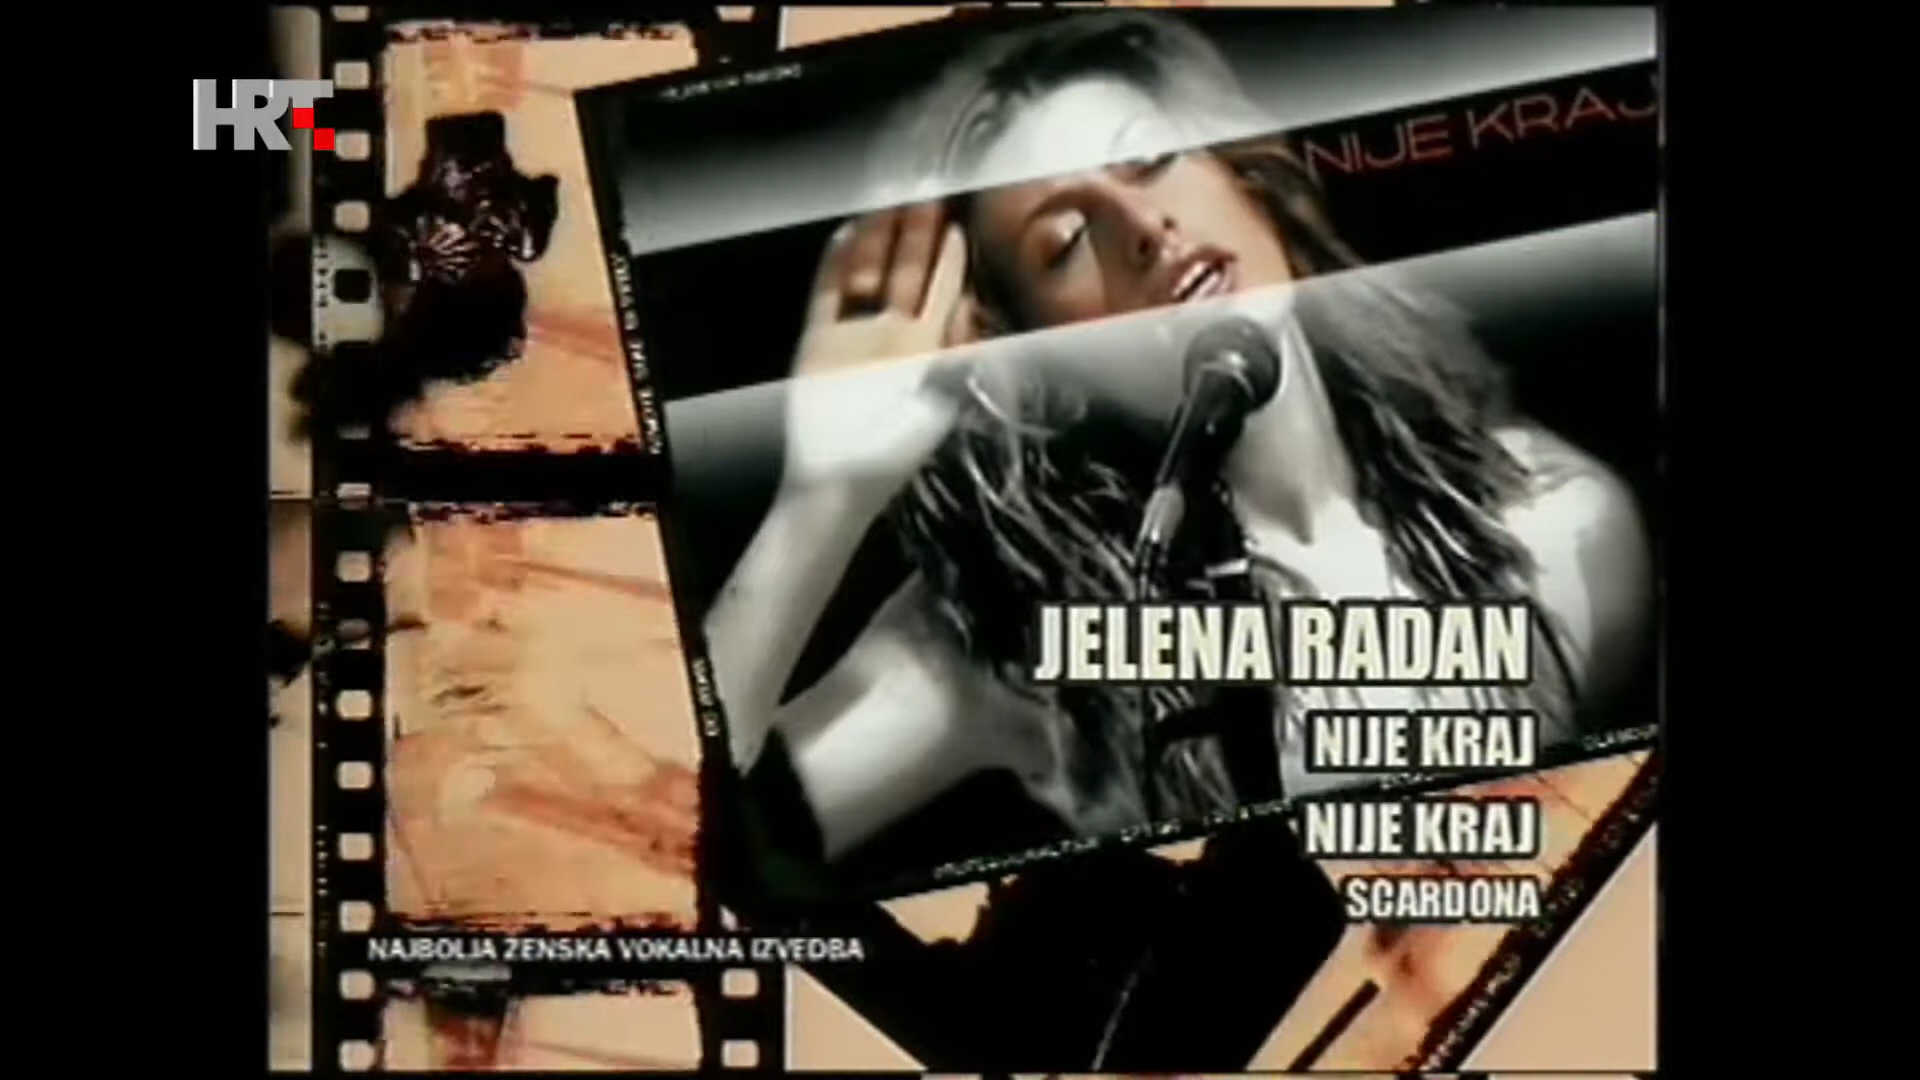 HRT
NIJE KRAJ
JELENA RADAN
NIJE KRAJ
NIJE KRAJ
SCARDONA
NAJBOLJA ŽENSKA VOKALNA IZVEDBA